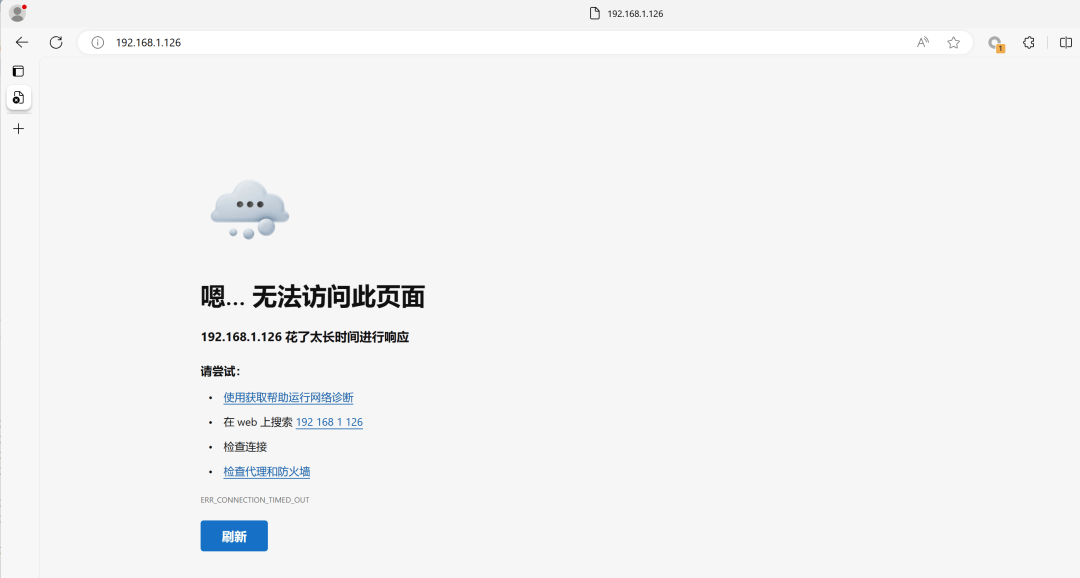 192.168.1.126
192.168.1.126
1
嗯… 无法访问此页面
192.168.1.126 花了太长时间进行响应
请尝试：
• 使用获取帮助运行网络诊断
• 在 web 上搜索 192 168 1 126
• 检查连接
• 检查代理和防火墙
ERR_CONNECTION_TIMED_OUT
刷新